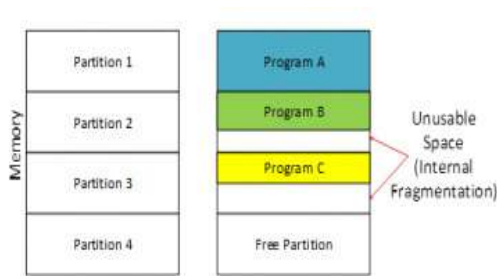 Memory
Partition 1
Partition 2
Partition 3
Partition 4
Program A
Program B
Program C
Free Partition
Unusable
Space
(Internal
Fragmentation)